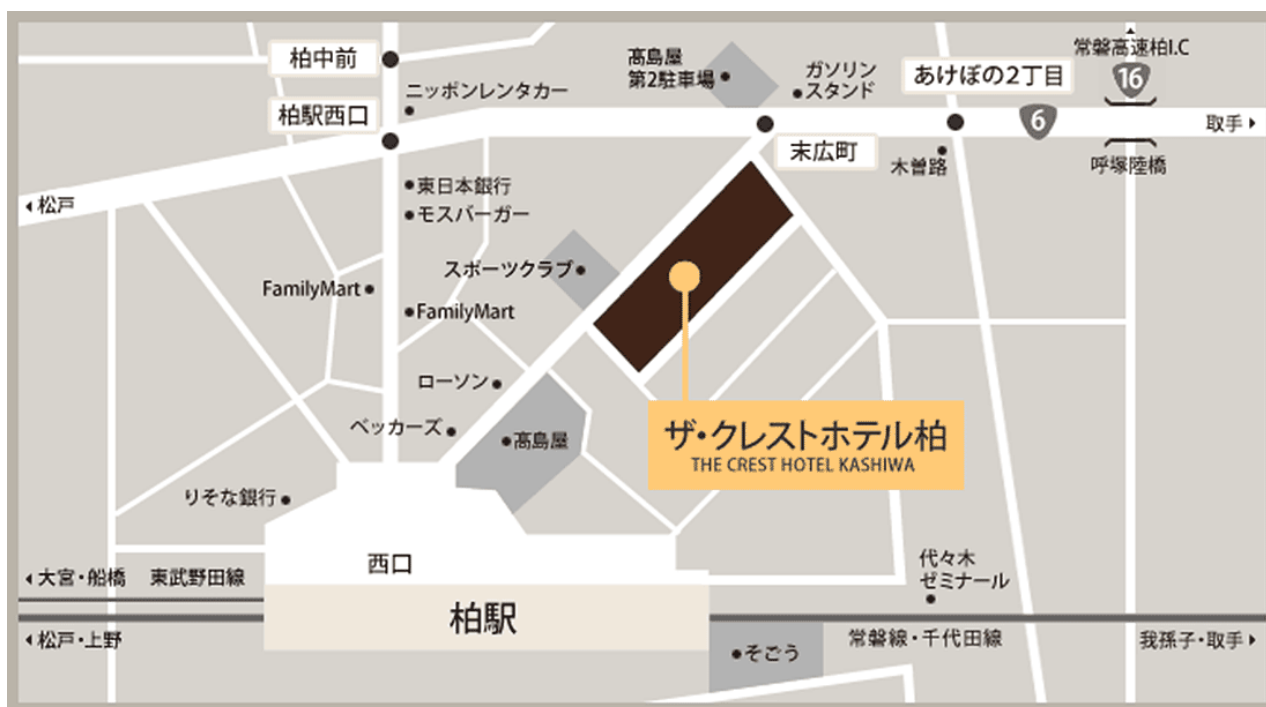 常磐高速柏I.C
16
柏中前
髙島屋
第2駐車場
ガソリン
スタンド
あけぼの2丁目
ニッポンレンタカー
柏駅西口
6
取手
末広町
木曽路
呼塚陸橋
東日本銀行
松戸
モスバーガー
スポーツクラブ
FamilyMart
FamilyMart
ローソン
ベッカーズ
髙島屋
ザ・クレストホテル柏
THE CREST HOTEL KASHIWA
りそな銀行
西口
大宮・船橋
東武野田線
代々木
ゼミナール
柏駅
松戸・上野
そごう
常磐線・千代田線
我孫子・取手